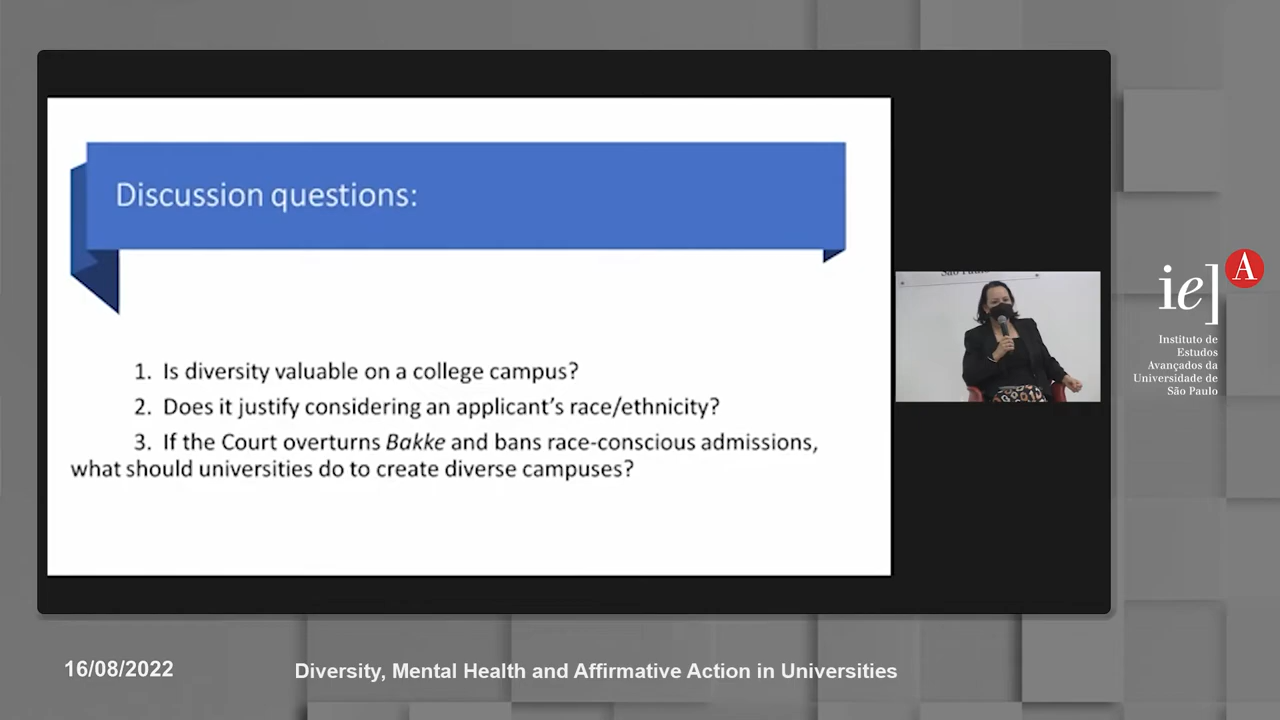 Discussion questions:
1. Is diversity valuable on a college campus?
2. Does it justify considering an applicant's race/ethnicity?
3. If the Court overturns Bakke and bans race-conscious admissions,
what should universities do to create diverse campuses?
São Paulo
ie] A
Instituto de
Estudos
Avançados da
Universidade de
São Paulo
16/08/2022
Diversity, Mental Health and Affirmative Action in Universities